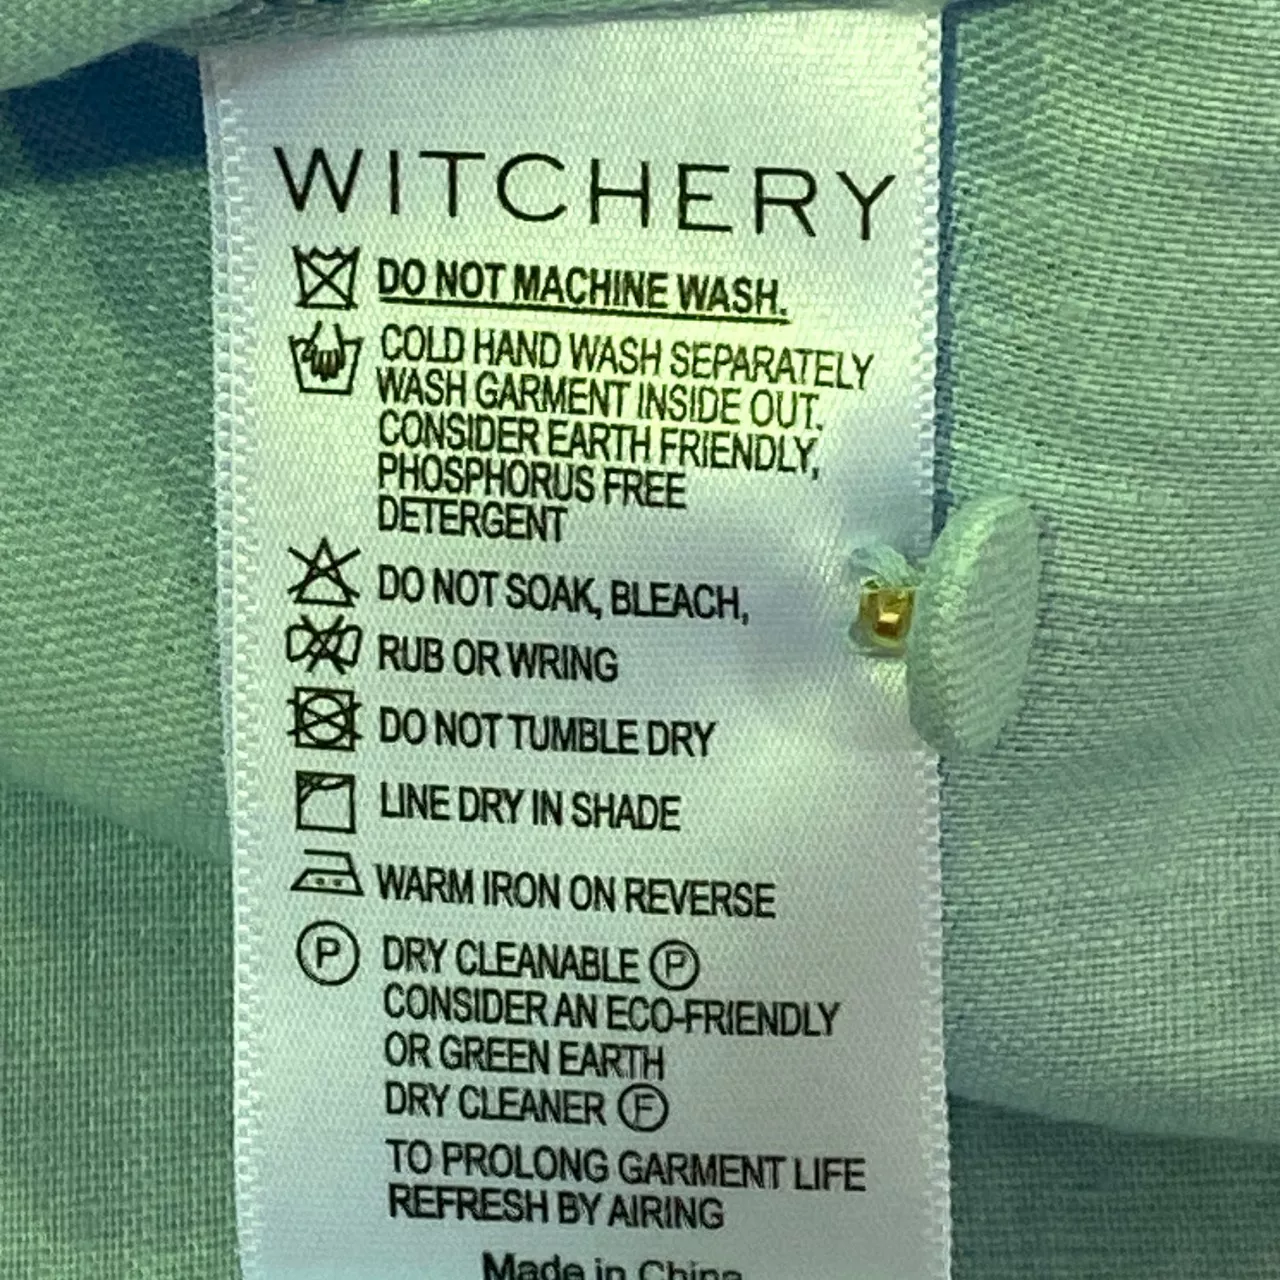 WITCHERY
DO NOT MACHINE WASH.
COLD HAND WASH SEPARATELY
WASH GARMENT INSIDE OUT.
CONSIDER EARTH FRIENDLY,
PHOSPHORUS FREE
DETERGENT
DO NOT SOAK, BLEACH,
RUB OR WRING
DO NOT TUMBLE DRY
LINE DRY IN SHADE
WARM IRON ON REVERSE
P DRY CLEANABLE P
CONSIDER AN ECO-FRIENDLY
OR GREEN EARTH
DRY CLEANER F
TO PROLONG GARMENT LIFE
REFRESH BY AIRING
Made in China